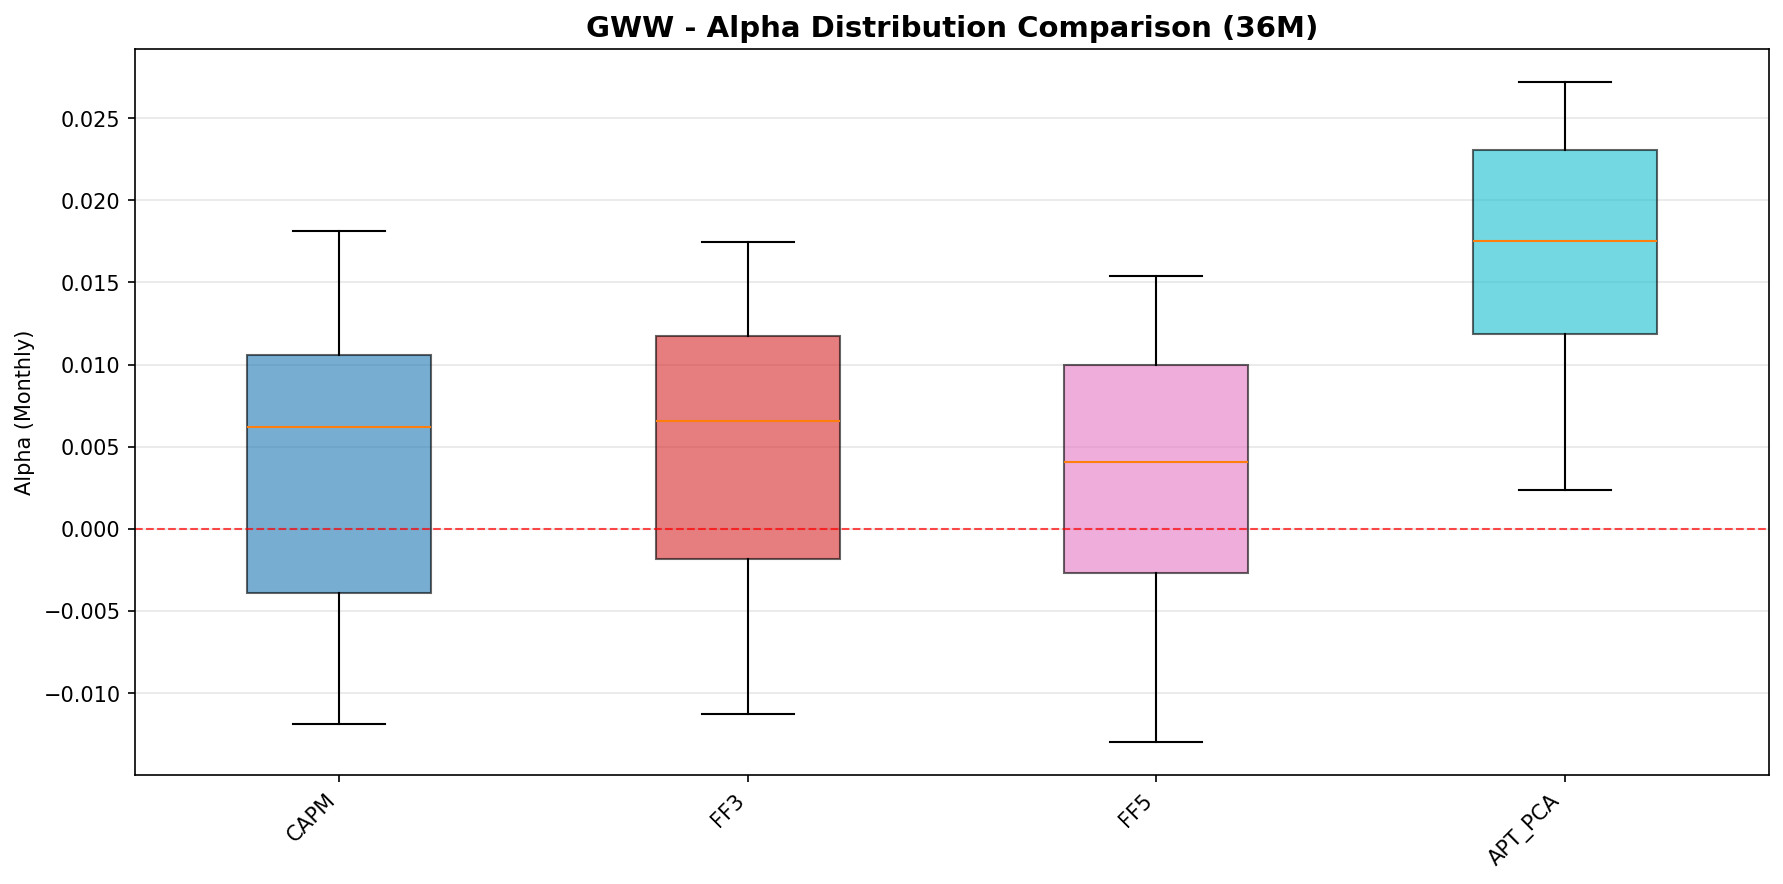 GWW - Alpha Distribution Comparison (36M)
Alpha (Monthly)
0.025
0.020
0.015
0.010
0.005
0.000
−0.005
−0.010
CAPM
FF3
FF5
APT_PCA